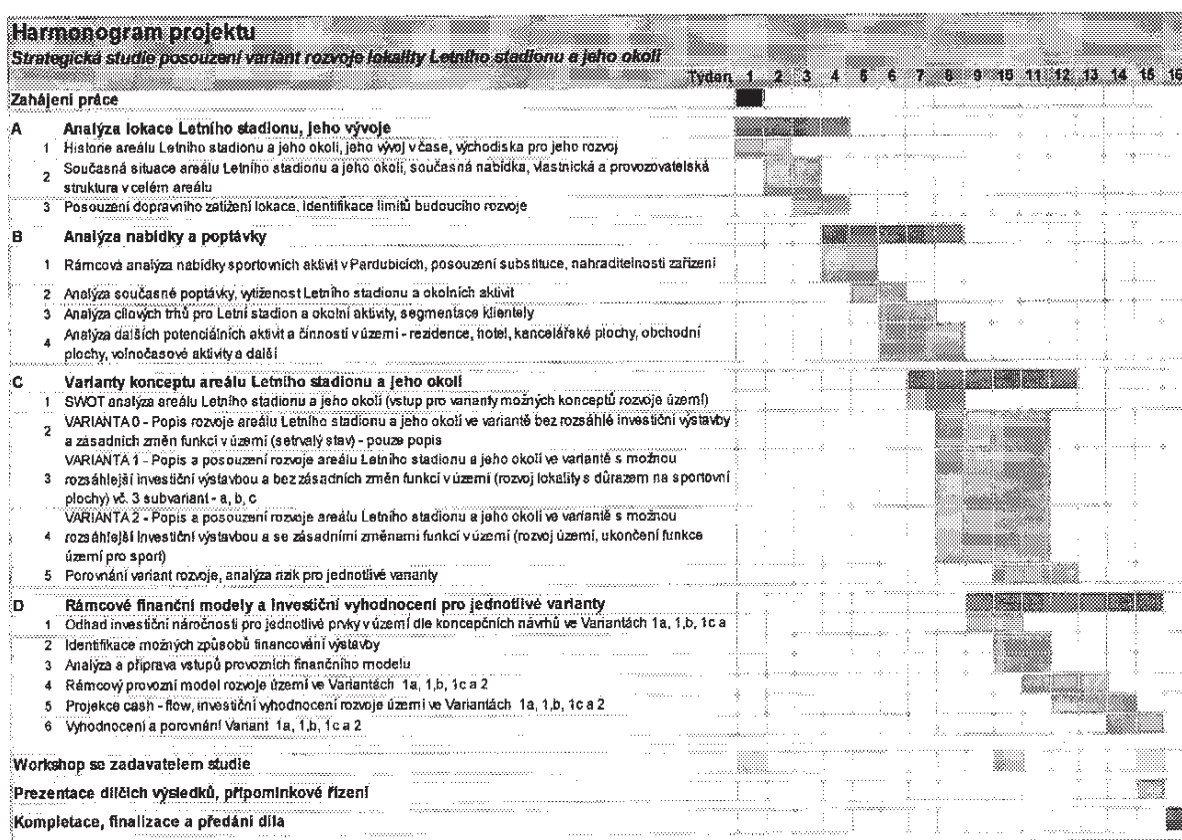 Harmonogram projektu
Strategická studie posouzení variant rozvoje lokality Letního stadionu a jeho okolí
Týden 1 2 3 4 5 6 7 8 9 10 11 12 13 14 15 16
Zahájení práce
A Analýza lokace Letního stadionu, jeho vývoje
1 Historie areálu Letního stadionu a jeho okolí, jeho vývoj v čase, východiska pro jeho rozvoj
Současná situace areálu Letního stadionu a jeho okolí, současná nabídka, vlastnická a provozovatelská
2 struktura v celém areálu
3 Posouzení dopravního zatížení lokace, identifikace limitů budoucího rozvoje
B Analýza nabídky a poptávky
1 Rámcová analýza nabídky sportovních aktivit v Pardubicích, posouzení substituce, nahraditelnosti zařízení
2 Analýza současné poptávky, vytíženost Letního stadionu a okolních aktivit
3 Analýza cílových trhů pro Letní stadion a okolní aktivity, segmentace klientely
Analýza dalších potenciálních aktivit a činností v území - rezidence, hotel, kancelářské plochy, obchodní
4 plochy, volnočasové aktivity a další
C Varianty konceptu areálu Letního stadionu a jeho okolí
1 SWOT analýza areálu Letního stadionu a jeho okolí (vstup pro varianty možných konceptů rozvoje území)
VARIANTA 0 - Popis rozvoje areálu Letního stadionu a jeho okolí ve variantě bez rozsáhlé investiční výstavby
2 a zásadních změn funkcí v území (setrvalý stav) - pouze popis
VARIANTA 1 - Popis a posouzení rozvoje areálu Letního stadionu a jeho okolí ve variantě s možnou
3 rozsáhlejší investiční výstavbou a bez zásadních změn funkcí v území (rozvoj lokality s důrazem na sportovní
plochy) vč. 3 subvariant - a, b, c
VARIANTA 2 - Popis a posouzení rozvoje areálu Letního stadionu a jeho okolí ve variantě s možnou
4 rozsáhlejší investiční výstavbou a se zásadními změnami funkcí v území (rozvoj území, ukončení funkce
území pro sport)
5 Porovnání variant rozvoje, analýza rizik pro jednotlivé varianty
D Rámcové finanční modely a investiční vyhodnocení pro jednotlivé varianty
1 Odhad investiční náročnosti pro jednotlivé prvky v území dle koncepčních návrhů ve Variantách 1a, 1,b, 1c a
2 Identifikace možných způsobů financování výstavby
3 Analýza a příprava vstupů provozních finančního modelu
4 Rámcový provozní model rozvoje území ve Variantách 1a, 1,b, 1c a 2
5 Projekce cash - flow, investiční vyhodnocení rozvoje území ve Variantách 1a, 1,b, 1c a 2
6 Vyhodnocení a porovnání Variant 1a, 1,b, 1c a 2
Workshop se zadavatelem studie
Prezentace dílčích výsledků, připomínkové řízení
Kompletace, finalizace a předání díla